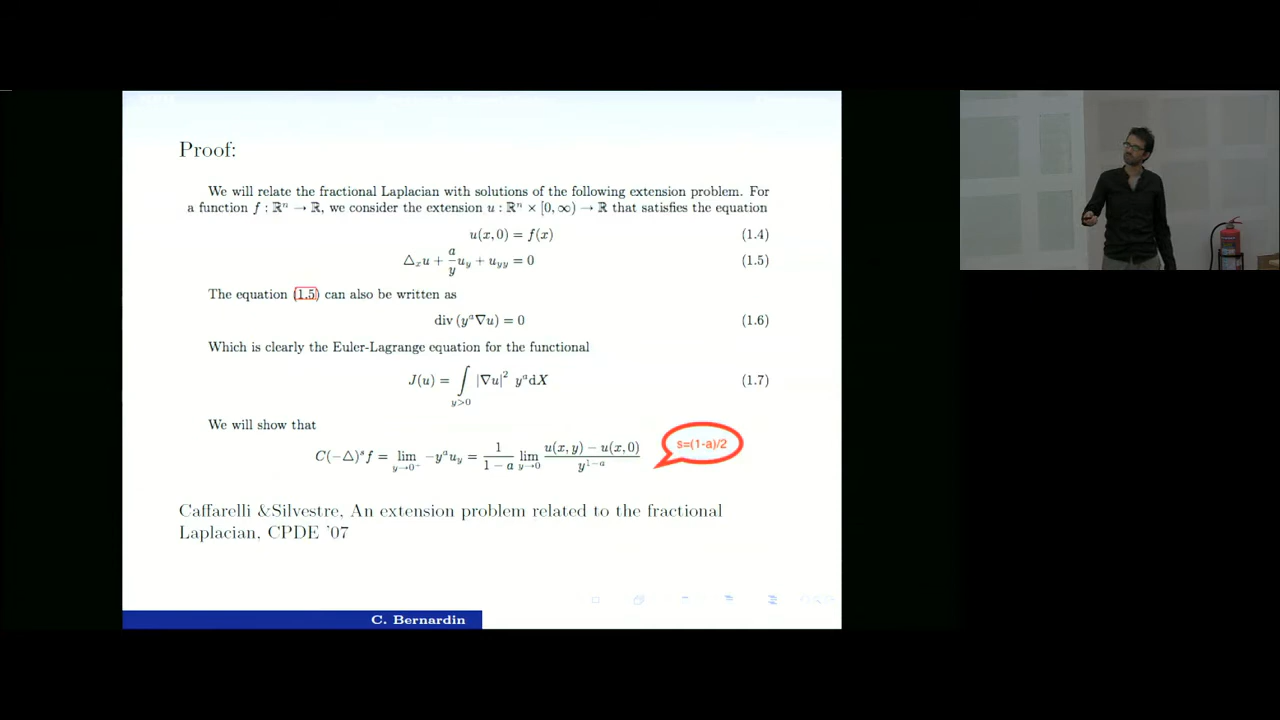 Proof:
We will relate the fractional Laplacian with solutions of the following extension problem. For
a function f : ℝⁿ → ℝ, we consider the extension u : ℝⁿ × [0, ∞) → ℝ that satisfies the equation
u(x, 0) = f(x) (1.4)
△ₓu + a/y u_y + u_yy = 0 (1.5)
The equation (1.5) can also be written as
div (yᵃ∇u) = 0 (1.6)
Which is clearly the Euler-Lagrange equation for the functional
J(u) = ∫_{y>0} |∇u|² yᵃdX (1.7)
We will show that
C(−△)ˢf = lim_{y→0⁻} −yᵃu_y = 1/(1−a) lim_{y→0} (u(x,y) − u(x,0))/y^{1−a}
s=(1-a)/2
Caffarelli &Silvestre, An extension problem related to the fractional
Laplacian, CPDE '07
C. Bernardin